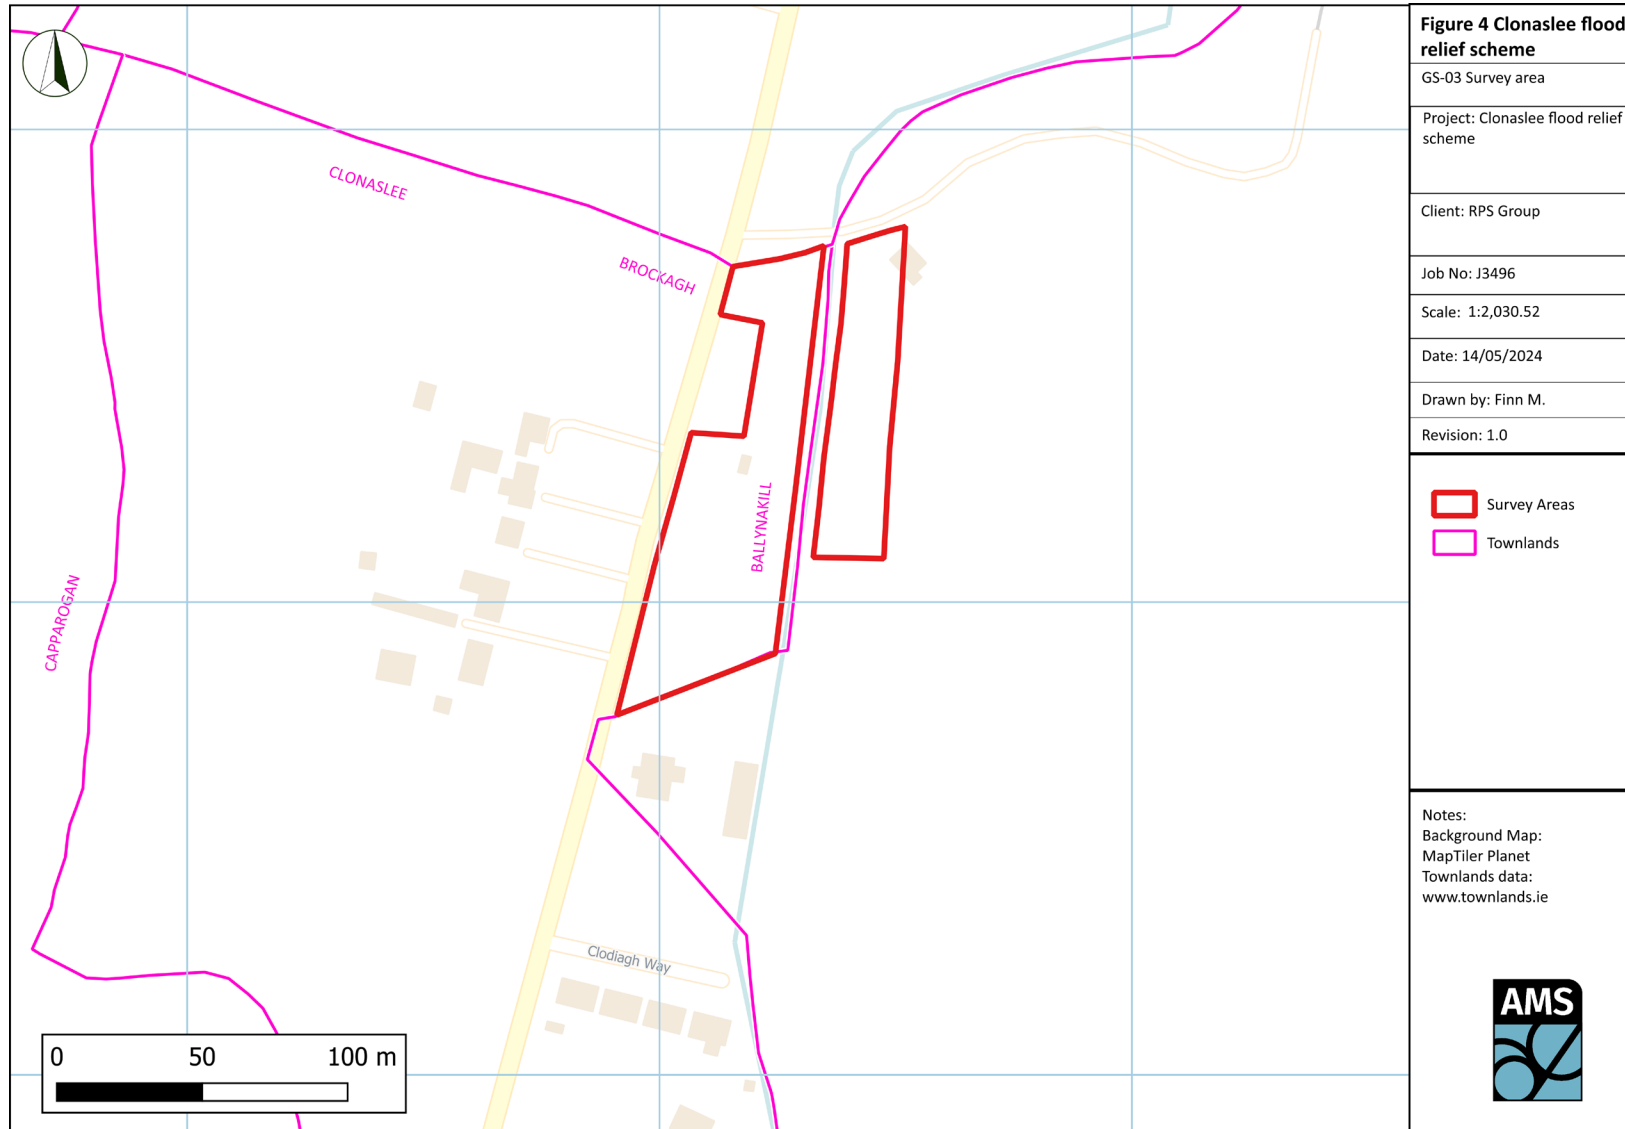 Figure 4 Clonaslee flood
relief scheme
GS-03 Survey area
Project: Clonaslee flood relief
scheme
Client: RPS Group
Job No: J3496
Scale: 1:2,030.52
Date: 14/05/2024
Drawn by: Finn M.
Revision: 1.0
Survey Areas
Townlands
Notes:
Background Map:
MapTiler Planet
Townlands data:
www.townlands.ie
AMS
CLONASLEE
BROCKAGH
BALLYNAKILL
CAPPAROGAN
Clodiagh Way
0 50 100 m